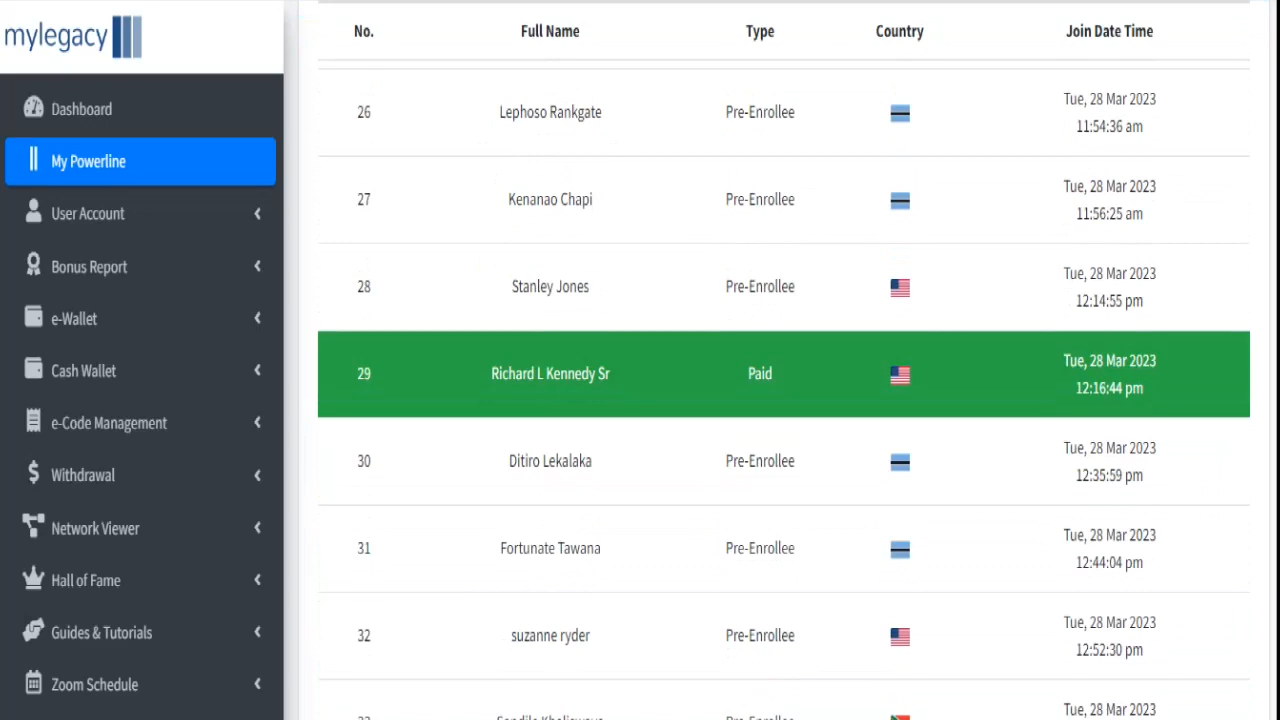 mylegacy
Dashboard
My Powerline
User Account
Bonus Report
e-Wallet
Cash Wallet
e-Code Management
Withdrawal
Network Viewer
Hall of Fame
Guides & Tutorials
Zoom Schedule
No. Full Name Type Country Join Date Time
26 Lephoso Rankgate Pre-Enrollee Tue, 28 Mar 2023
11:54:36 am
27 Kenanao Chapi Pre-Enrollee Tue, 28 Mar 2023
11:56:25 am
28 Stanley Jones Pre-Enrollee Tue, 28 Mar 2023
12:14:55 pm
29 Richard L Kennedy Sr Paid Tue, 28 Mar 2023
12:16:44 pm
30 Ditiro Lekalaka Pre-Enrollee Tue, 28 Mar 2023
12:35:59 pm
31 Fortunate Tawana Pre-Enrollee Tue, 28 Mar 2023
12:44:04 pm
32 suzanne ryder Pre-Enrollee Tue, 28 Mar 2023
12:52:30 pm
Tue, 28 Mar 2023